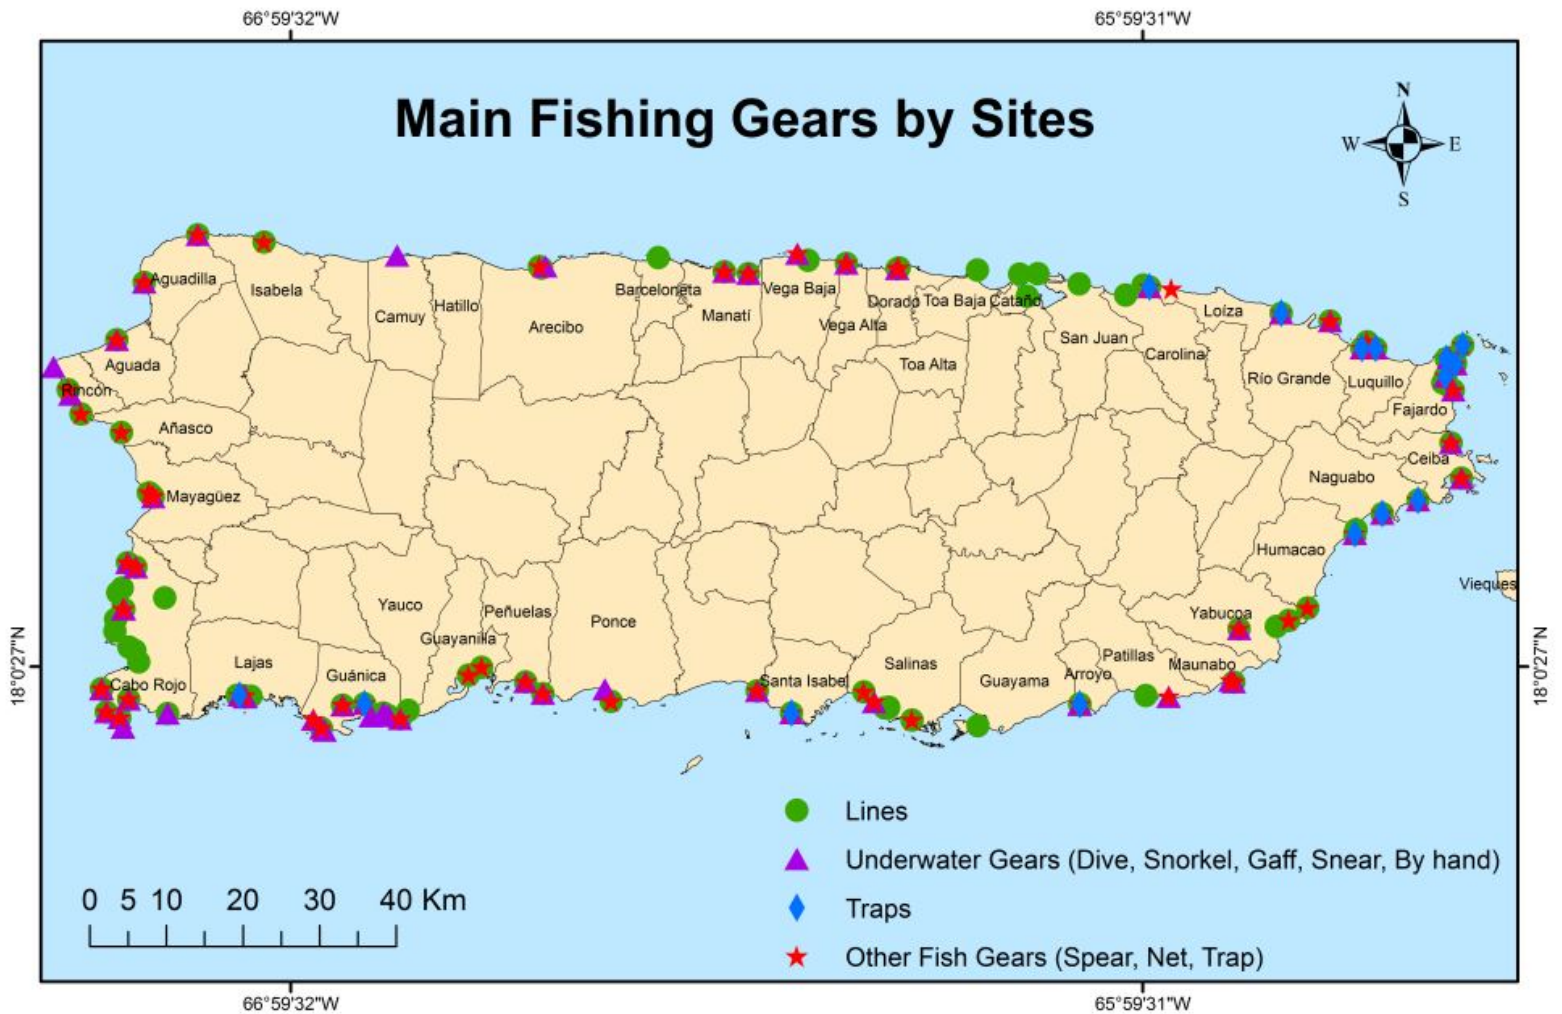 66°59'32"W 65°59'31"W
Main Fishing Gears by Sites
N
W E
S
Aguadilla
Isabela
Camuy
Hatillo
Arecibo
Barceloneta
Manatí
Vega Baja
Vega Alta
Dorado
Toa Baja
Cataño
Toa Alta
San Juan
Carolina
Loíza
Río Grande
Luquillo
Fajardo
Ceiba
Naguabo
Humacao
Vieques
Aguada
Rincón
Añasco
Mayagüez
Yauco
Guayanilla
Peñuelas
Ponce
Yabucoa
Cabo Rojo
Lajas
Guánica
Santa Isabel
Salinas
Guayama
Arroyo
Patillas
Maunabo
18°0'27"N
18°0'27"N
Lines
Underwater Gears (Dive, Snorkel, Gaff, Snear, By hand)
Traps
Other Fish Gears (Spear, Net, Trap)
0 5 10 20 30 40 Km
66°59'32"W 65°59'31"W